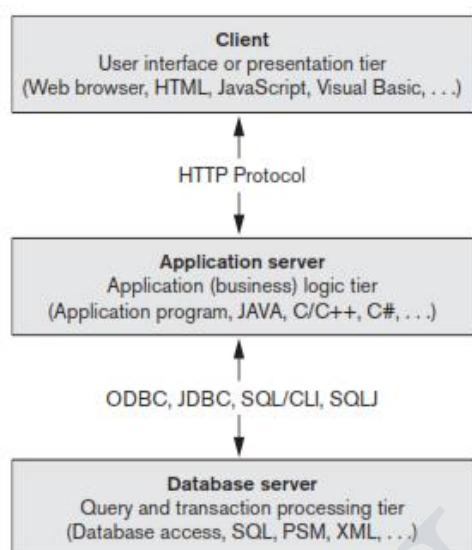 Client
User interface or presentation tier
(Web browser, HTML, JavaScript, Visual Basic, . . .)
HTTP Protocol
Application server
Application (business) logic tier
(Application program, JAVA, C/C++, C#, . . .)
ODBC, JDBC, SQL/CLI, SQLJ
Database server
Query and transaction processing tier
(Database access, SQL, PSM, XML, . . .)